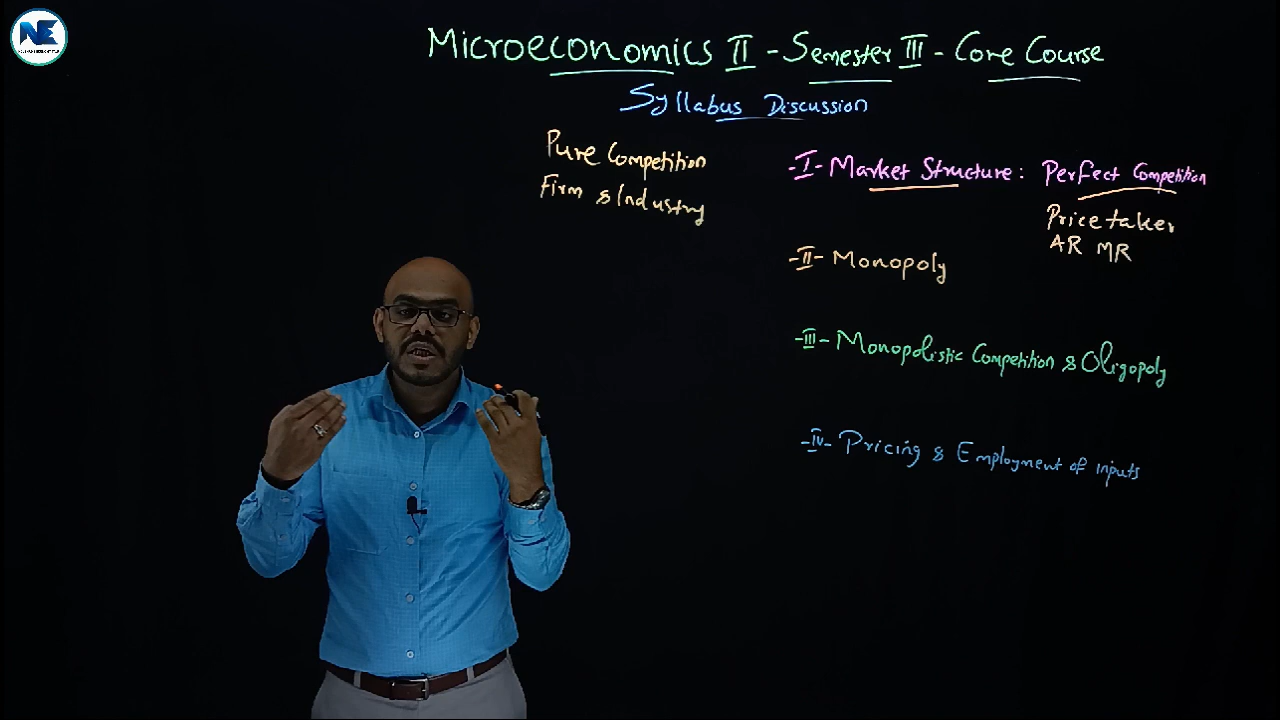 NE
Microeconomics II - Semester III - Core Course
Syllabus Discussion
Pure Competition
Firm & Industry
-I- Market Structure: Perfect Competition
Price taker
AR MR
-II- Monopoly
-III- Monopolistic Competition & Oligopoly
-IV- Pricing & Employment of inputs